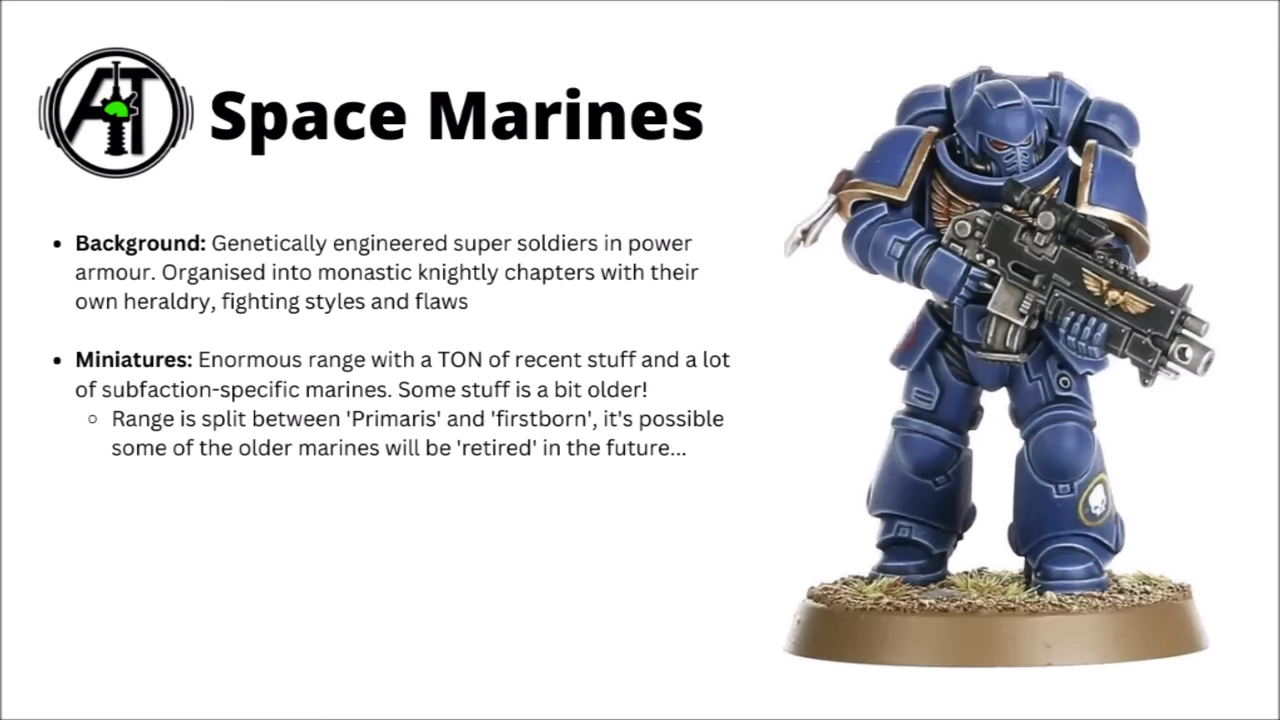 AT
Space Marines
• Background: Genetically engineered super soldiers in power
armour. Organised into monastic knightly chapters with their
own heraldry, fighting styles and flaws
• Miniatures: Enormous range with a TON of recent stuff and a lot
of subfaction-specific marines. Some stuff is a bit older!
◦ Range is split between 'Primaris' and 'firstborn', it's possible
some of the older marines will be 'retired' in the future...